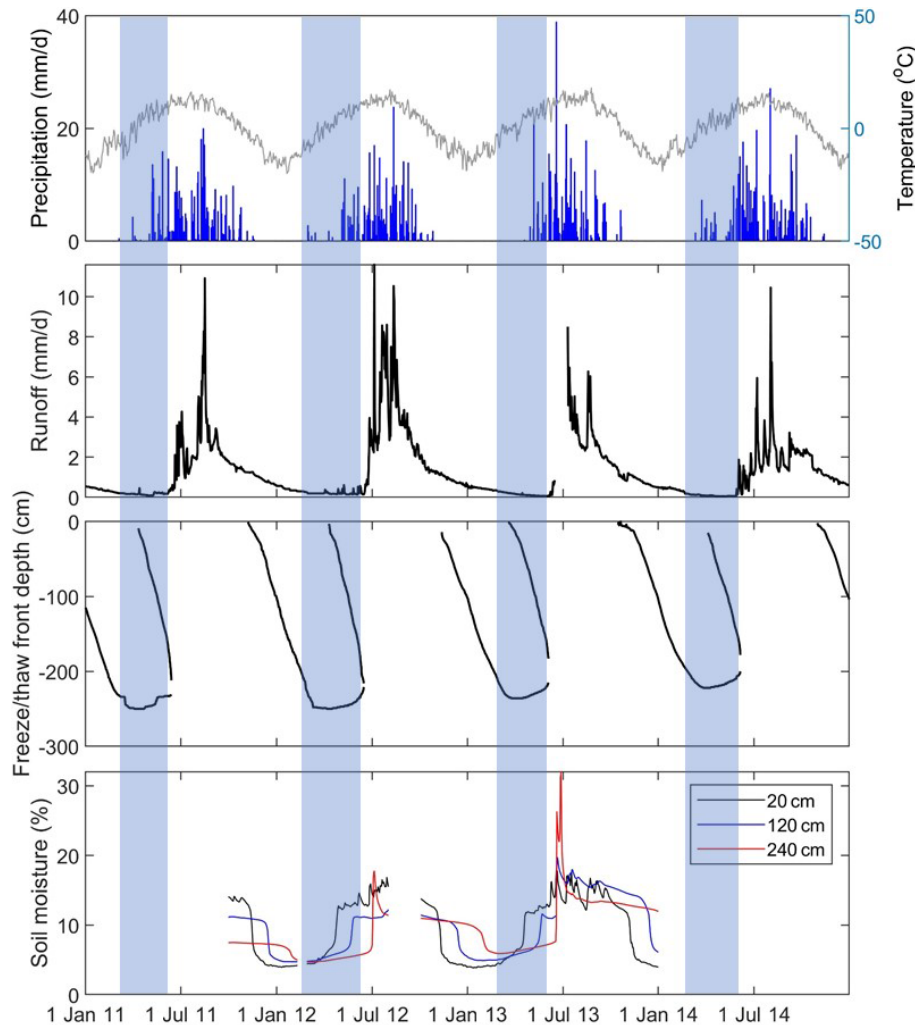 40
20
0
Precipitation (mm/d)
50
0
-50
Temperature (°C)
10
8
6
4
2
0
Runoff (mm/d)
0
-100
-200
-300
Freeze/thaw front depth (cm)
30
20
10
0
Soil moisture (%)
20 cm
120 cm
240 cm
1 Jan 11 1 Jul 11 1 Jan 12 1 Jul 12 1 Jan 13 1 Jul 13 1 Jan 14 1 Jul 14